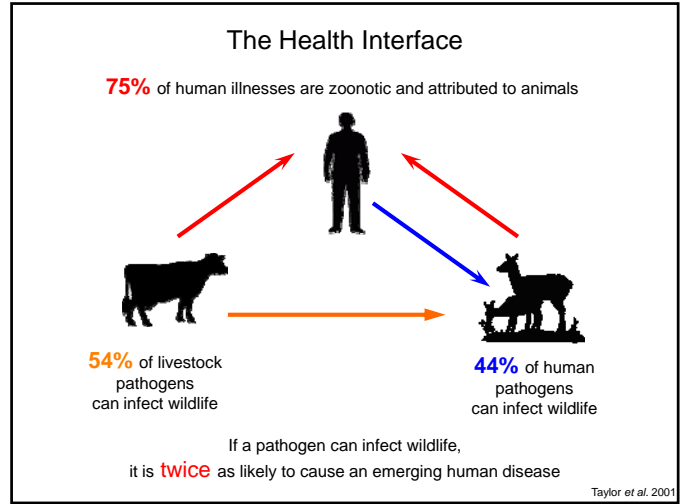 The Health Interface
75% of human illnesses are zoonotic and attributed to animals
54% of livestock
pathogens
can infect wildlife
44% of human
pathogens
can infect wildlife
If a pathogen can infect wildlife,
it is twice as likely to cause an emerging human disease
Taylor et al. 2001